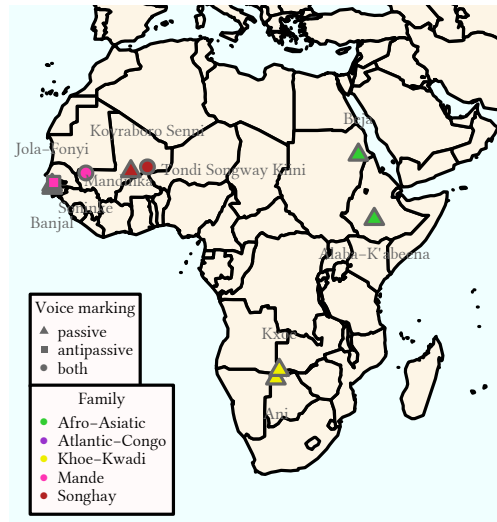 Beja
Koyraboro Senni
Jola–Fonyi
Tondi Songway Kiini
Mandinka
Soninke
Banjal
Alaba–K'abeena
Kxoe
Ani
Voice marking
passive
antipassive
both
Family
Afro–Asiatic
Atlantic–Congo
Khoe–Kwadi
Mande
Songhay